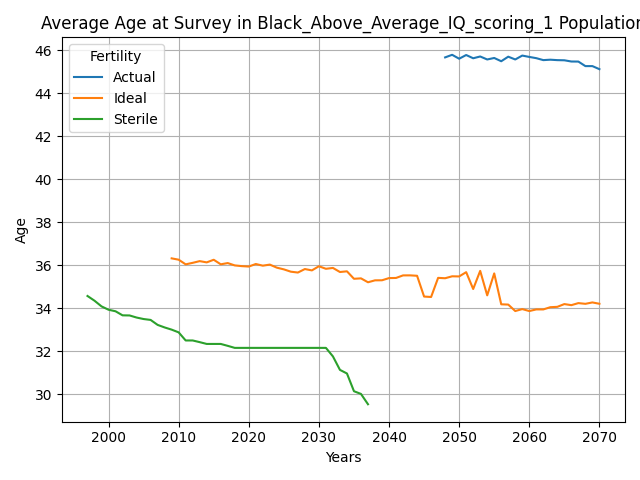 Average Age at Survey in Black_Above_Average_IQ_scoring_1 Population
Fertility
Actual
Ideal
Sterile
46
44
42
40
38
36
34
32
30
Age
2000 2010 2020 2030 2040 2050 2060 2070
Years